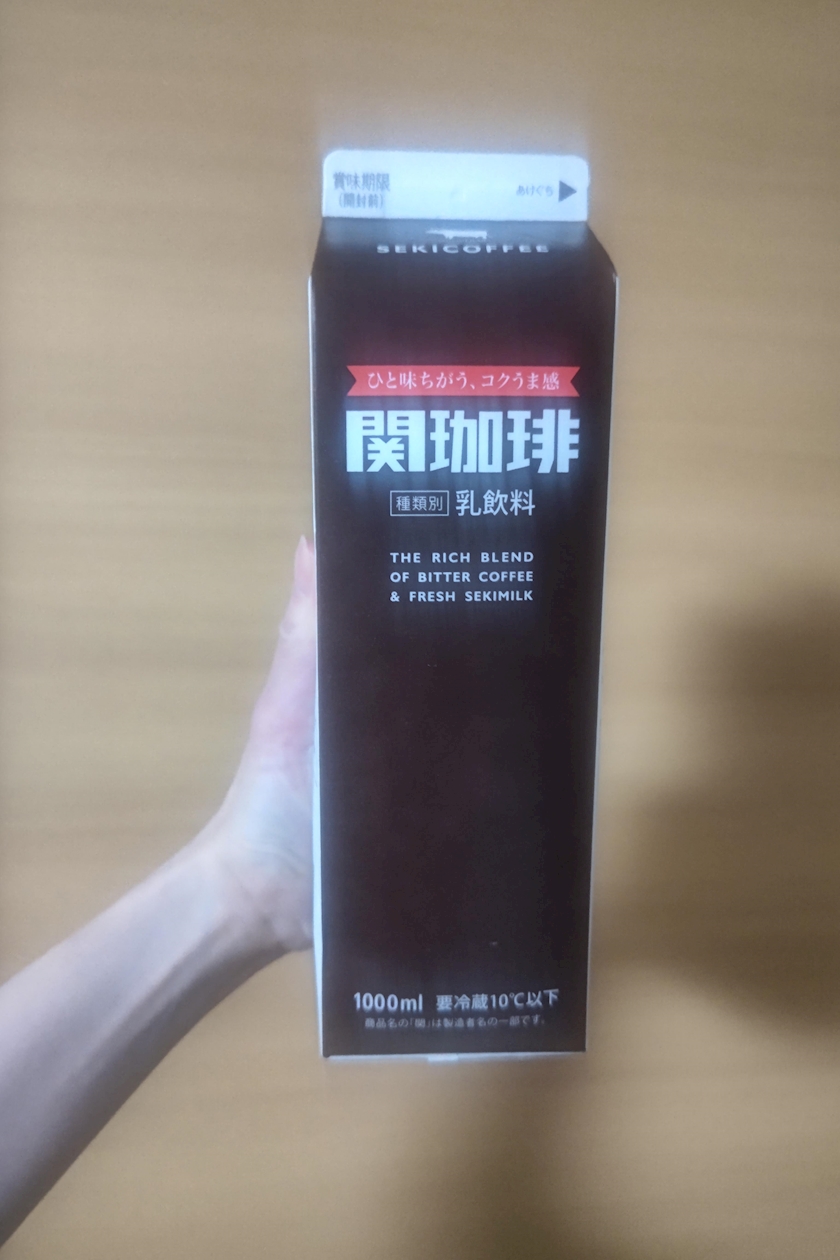 賞味期限
(開封前)
あけぐち
SEKICOFFEE
ひと味ちがう、コクうま感
関珈琲
種類別 乳飲料
THE RICH BLEND
OF BITTER COFFEE
& FRESH SEKIMILK
1000ml 要冷蔵10℃以下
商品名の「関」は製造者名の一部です。